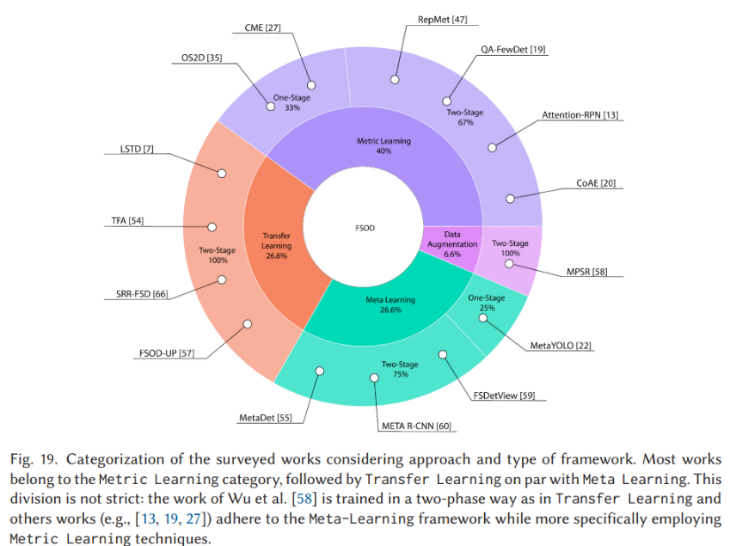 CME [27]
RepMet [47]
QA-FewDet [19]
OS2D [35]
One-Stage
33%
Two-Stage
67%
Attention-RPN [13]
Metric Learning
40%
LSTD [7]
CoAE [20]
TFA [54]
FSOD
Transfer
Learning
26.6%
Data
Augmentation
6.6%
Two-Stage
100%
Two-Stage
100%
MPSR [58]
SRR-FSD [66]
Meta Learning
26.6%
One-Stage
25%
MetaYOLO [22]
FSOD-UP [57]
Two-Stage
75%
FSDetView [59]
MetaDet [55]
META R-CNN [60]
Fig. 19. Categorization of the surveyed works considering approach and type of framework. Most works
belong to the Metric Learning category, followed by Transfer Learning on par with Meta Learning. This
division is not strict: the work of Wu et al. [58] is trained in a two-phase way as in Transfer Learning and
others works (e.g., [13, 19, 27]) adhere to the Meta-Learning framework while more specifically employing
Metric Learning techniques.